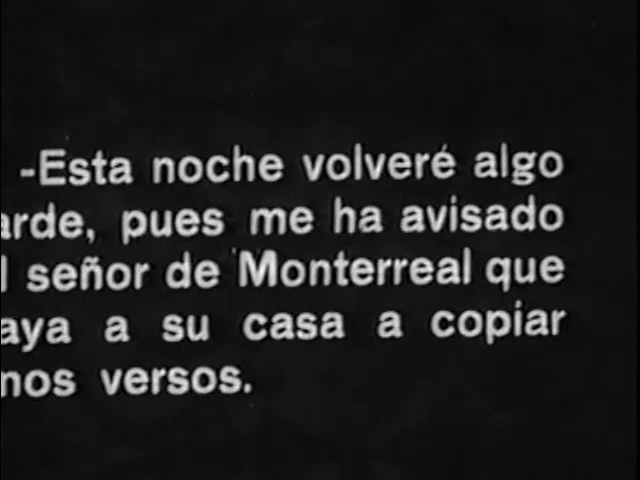 -Esta noche volveré algo
arde, pues me ha avisado
l señor de Monterreal que
aya a su casa a copiar
nos versos.